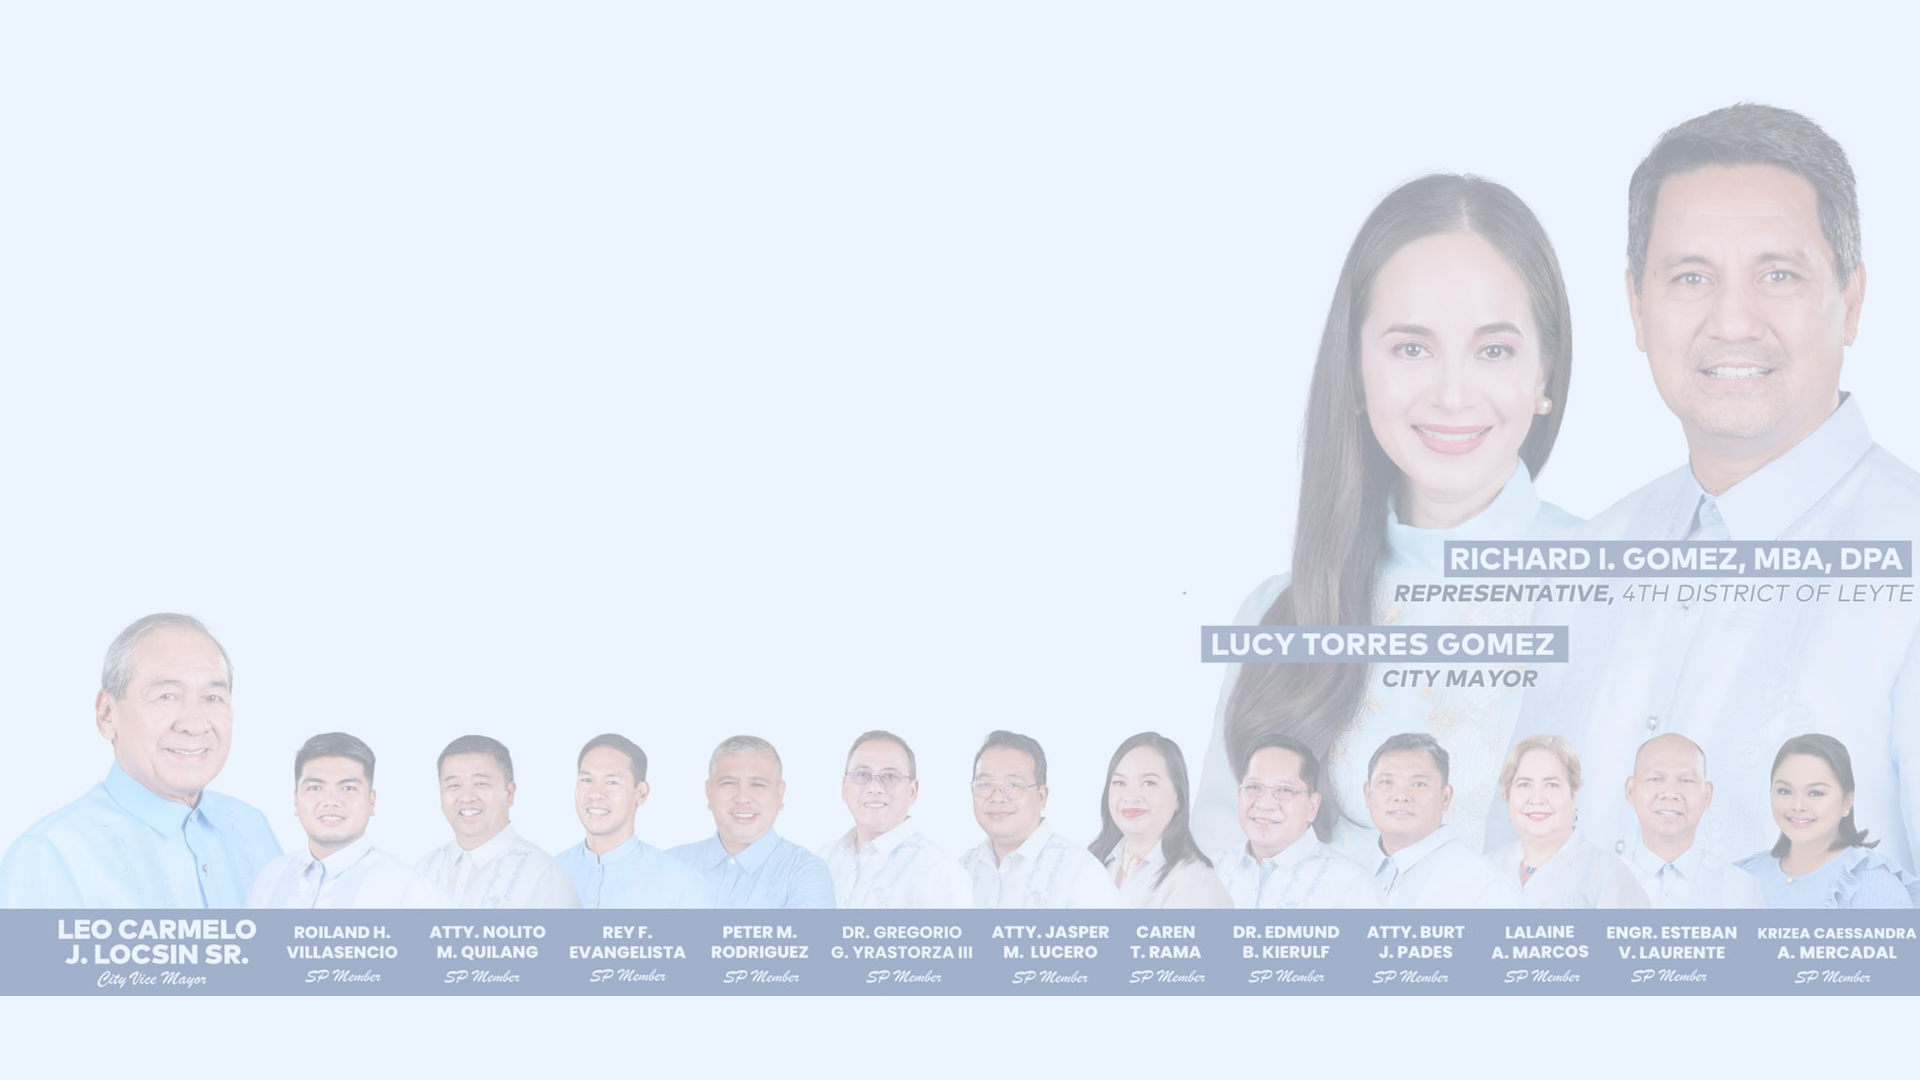 RICHARD I. GOMEZ, MBA, DPA
REPRESENTATIVE, 4TH DISTRICT OF LEYTE
LUCY TORRES GOMEZ
CITY MAYOR
LEO CARMELO
J. LOCSIN SR.
City Vice Mayor
ROILAND H.
VILLASENCIO
SP Member
ATTY. NOLITO
M. QUILANG
SP Member
REY F.
EVANGELISTA
SP Member
PETER M.
RODRIGUEZ
SP Member
DR. GREGORIO
G. YRASTORZA III
SP Member
ATTY. JASPER
M. LUCERO
SP Member
CAREN
T. RAMA
SP Member
DR. EDMUND
B. KIERULF
SP Member
ATTY. BURT
J. PADES
SP Member
LALAINE
A. MARCOS
SP Member
ENGR. ESTEBAN
V. LAURENTE
SP Member
KRIZEA CAESSANDRA
A. MERCADAL
SP Member